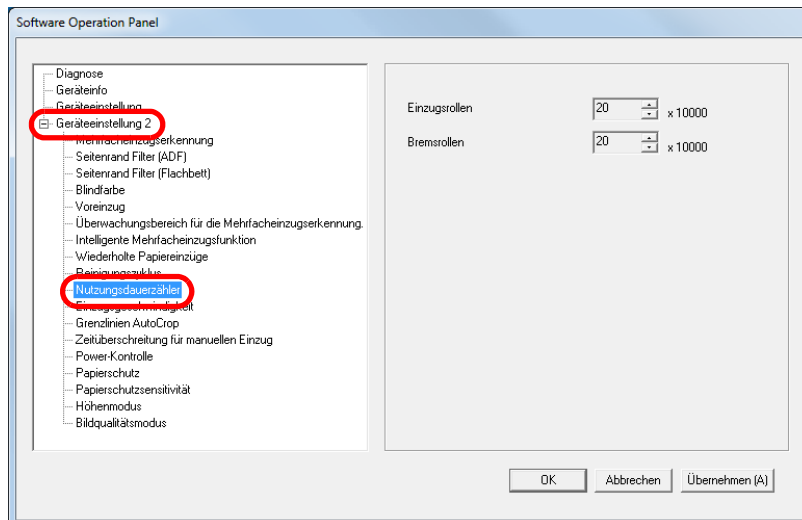 Software Operation Panel
Diagnose
Geräteinfo
Geräteeinstellung
Geräteeinstellung 2
Mehrfacheinzugserkennung
Seitenrand Filter (ADF)
Seitenrand Filter (Flachbett)
Blindfarbe
Voreinzug
Überwachungsbereich für die Mehrfacheinzugserkennung.
Intelligente Mehrfacheinzugsfunktion
Wiederholte Papiereinzüge
Reinigungszyklus
Nutzungsdauerzähler
Einzugsgeschwindigkeit
Grenzlinien AutoCrop
Zeitüberschreitung für manuellen Einzug
Power-Kontrolle
Papierschutz
Papierschutzsensitivität
Höhenmodus
Bildqualitätsmodus
Einzugsrollen 20 x 10000
Bremsrollen 20 x 10000
OK Abbrechen Übernehmen (A)